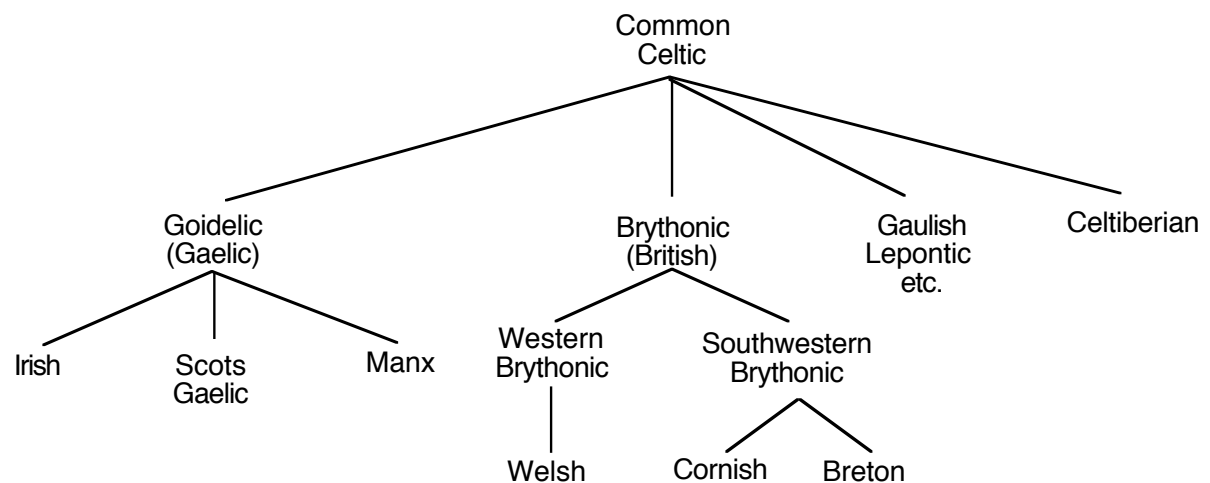 Common
Celtic
Goidelic
(Gaelic)
Brythonic
(British)
Gaulish
Lepontic
etc.
Celtiberian
Irish
Scots
Gaelic
Manx
Western
Brythonic
Southwestern
Brythonic
Welsh
Cornish
Breton